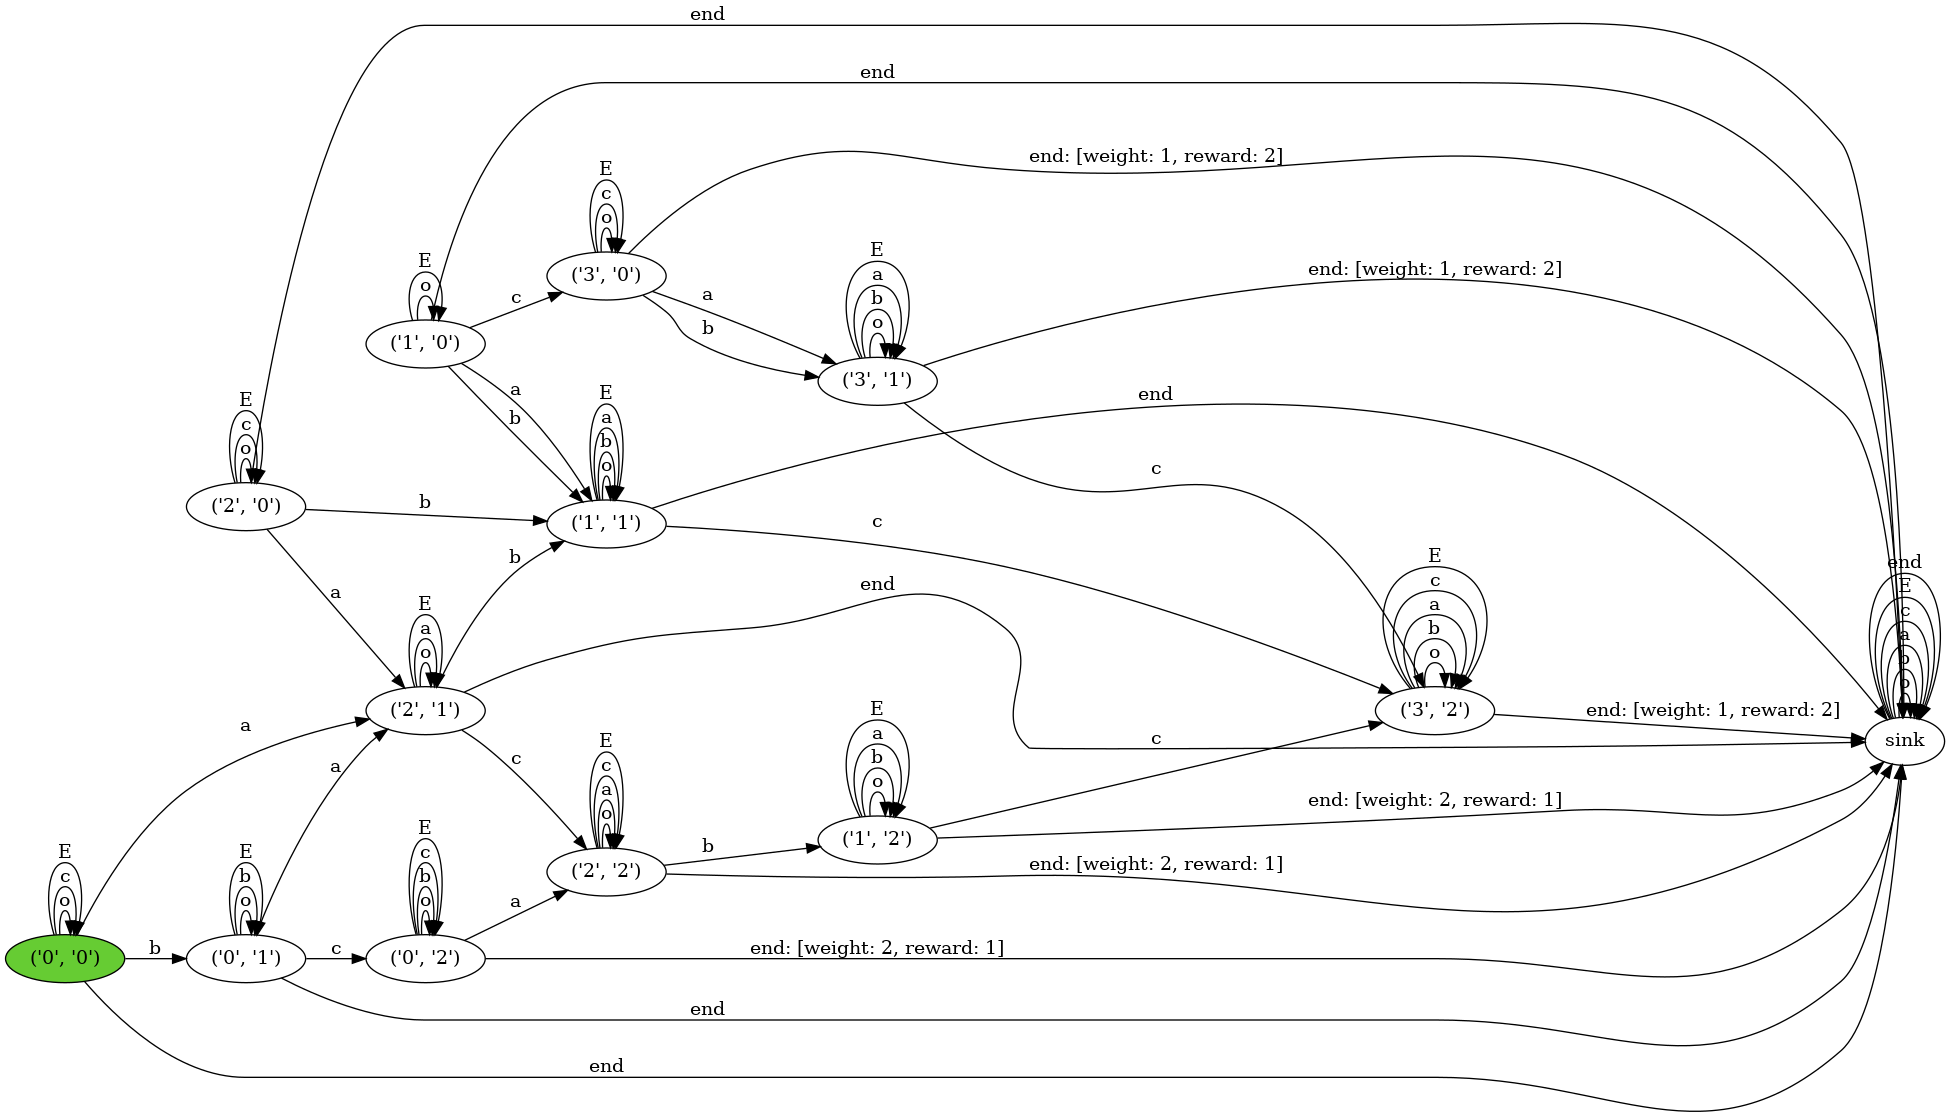 end
end
E
c
o
end: [weight: 1, reward: 2]
('3', '0')
E
o
('1', '0')
c
a
b
E
a
b
o
('3', '1')
end: [weight: 1, reward: 2]
a
b
E
a
b
o
('1', '1')
end
c
E
c
o
('2', '0')
b
a
b
c
end
E
a
o
('2', '1')
E
c
a
b
o
('3', '2')
end: [weight: 1, reward: 2]
end
E
c
a
b
o
sink
a
a
c
E
c
a
o
('2', '2')
E
a
b
o
('1', '2')
c
end: [weight: 2, reward: 1]
b
end: [weight: 2, reward: 1]
E
c
o
('0', '0')
b
E
b
o
('0', '1')
c
E
c
b
o
('0', '2')
a
end: [weight: 2, reward: 1]
end
end